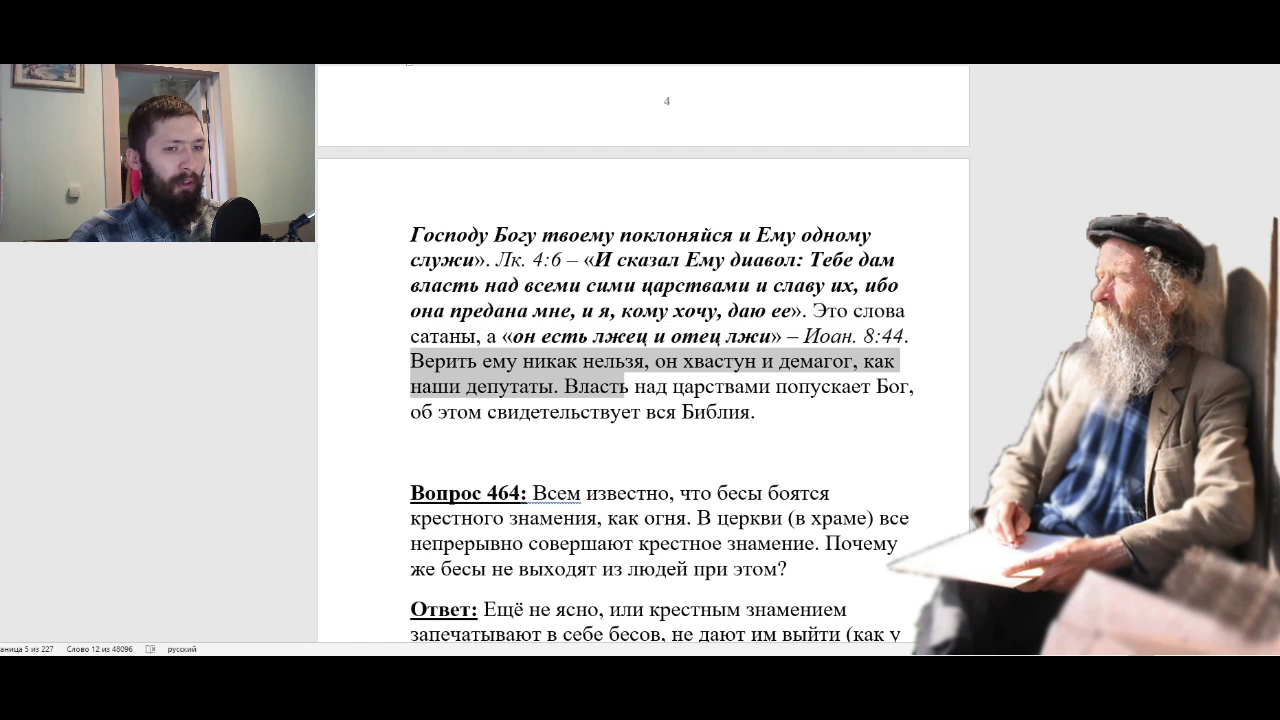 4
Господу Богу твоему поклоняйся и Ему одному
служи». Лк. 4:6 – «И сказал Ему диавол: Тебе дам
власть над всеми сими царствами и славу их, ибо
она предана мне, и я, кому хочу, даю ее». Это слова
сатаны, а «он есть лжец и отец лжи» – Иоан. 8:44.
Верить ему никак нельзя, он хвастун и демагог, как
наши депутаты. Власть над царствами попускает Бог,
об этом свидетельствует вся Библия.
Вопрос 464: Всем известно, что бесы боятся
крестного знамения, как огня. В церкви (в храме) все
непрерывно совершают крестное знамение. Почему
же бесы не выходят из людей при этом?
Ответ: Ещё не ясно, или крестным знамением
запечатывают в себе бесов, не дают им выйти (как у
аница 5 из 227 Слово 12 из 48096 русский